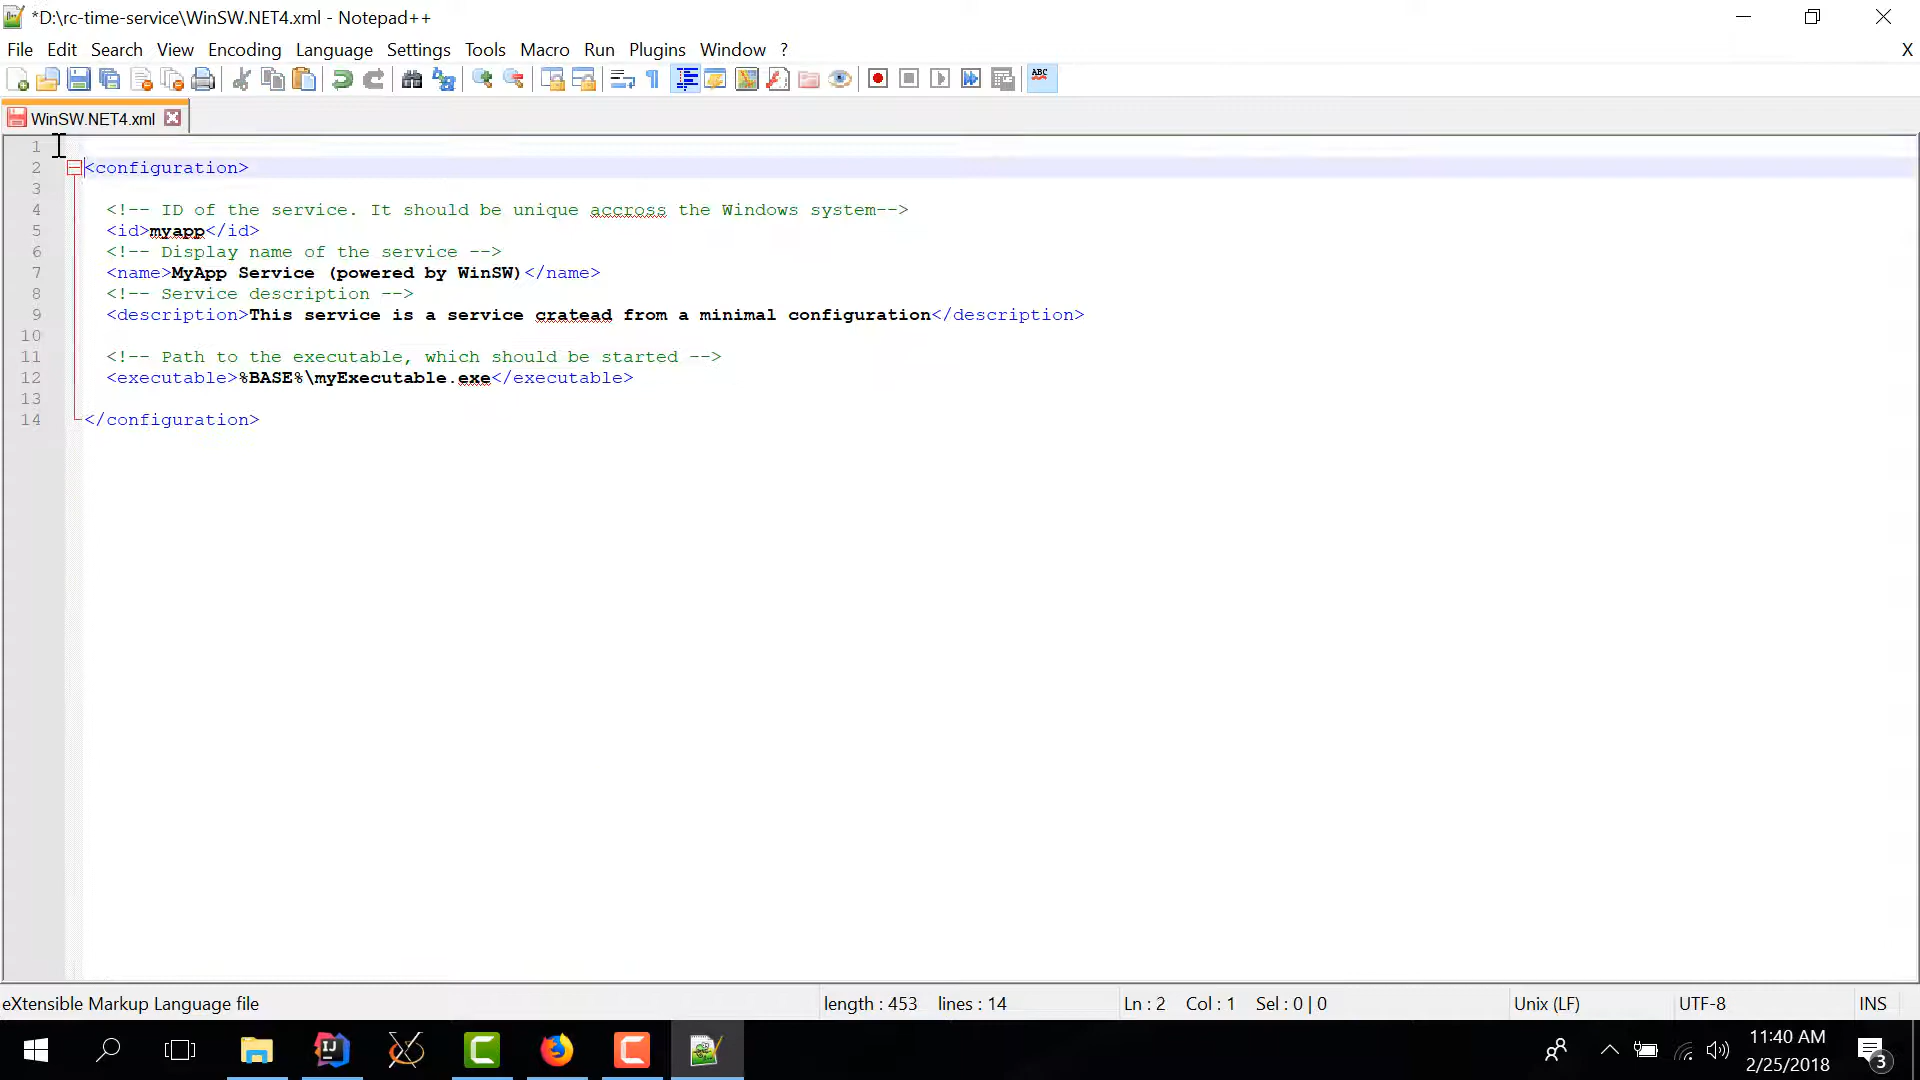 *D:\rc-time-service\WinSW.NET4.xml - Notepad++
File Edit Search View Encoding Language Settings Tools Macro Run Plugins Window ? X
ABC
WinSW.NET4.xml
1
2 <configuration>
3
4 <!-- ID of the service. It should be unique accross the Windows system-->
5 <id>myapp</id>
6 <!-- Display name of the service -->
7 <name>MyApp Service (powered by WinSW)</name>
8 <!-- Service description -->
9 <description>This service is a service cratead from a minimal configuration</description>
10
11 <!-- Path to the executable, which should be started -->
12 <executable>%BASE%\myExecutable.exe</executable>
13
14 </configuration>
eXtensible Markup Language file length : 453 lines : 14 Ln : 2 Col : 1 Sel : 0 | 0 Unix (LF) UTF-8 INS
IJ
11:40 AM
2/25/2018
3